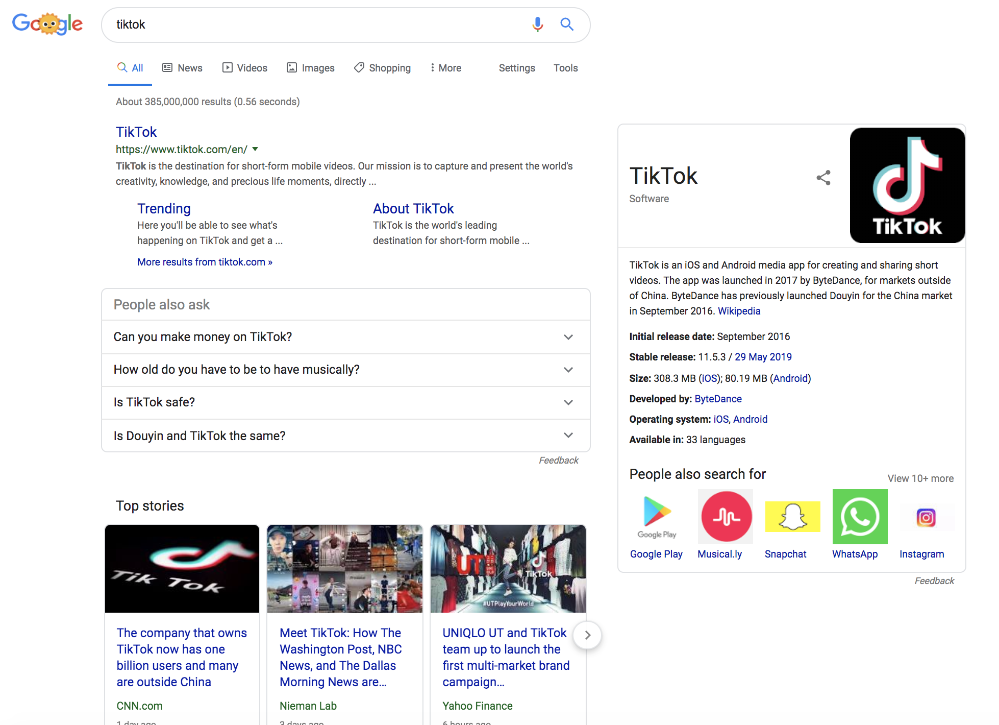 Google
tiktok
All
News
Videos
Images
Shopping
More
Settings
Tools
About 385,000,000 results (0.56 seconds)
TikTok
https://www.tiktok.com/en/
TikTok is the destination for short-form mobile videos. Our mission is to capture and present the world's
creativity, knowledge, and precious life moments, directly ...
Trending
Here you'll be able to see what's
happening on TikTok and get a ...
About TikTok
TikTok is the world's leading
destination for short-form mobile ...
More results from tiktok.com »
People also ask
Can you make money on TikTok?
How old do you have to be to have musically?
Is TikTok safe?
Is Douyin and TikTok the same?
Feedback
Top stories
Tik Tok
The company that owns
TikTok now has one
billion users and many
are outside China
CNN.com
1 day ago
Meet TikTok: How The
Washington Post, NBC
News, and The Dallas
Morning News are...
Nieman Lab
3 days ago
UT
TikTok
#UTPlayYourWorld
UNIQLO UT and TikTok
team up to launch the
first multi-market brand
campaign...
Yahoo Finance
6 hours ago
TikTok
Software
TikTok
TikTok is an iOS and Android media app for creating and sharing short
videos. The app was launched in 2017 by ByteDance, for markets outside
of China. ByteDance has previously launched Douyin for the China market
in September 2016. Wikipedia
Initial release date: September 2016
Stable release: 11.5.3 / 29 May 2019
Size: 308.3 MB (iOS); 80.19 MB (Android)
Developed by: ByteDance
Operating system: iOS, Android
Available in: 33 languages
People also search for
View 10+ more
Google Play
Google Play
Musical.ly
Snapchat
WhatsApp
Instagram
Feedback